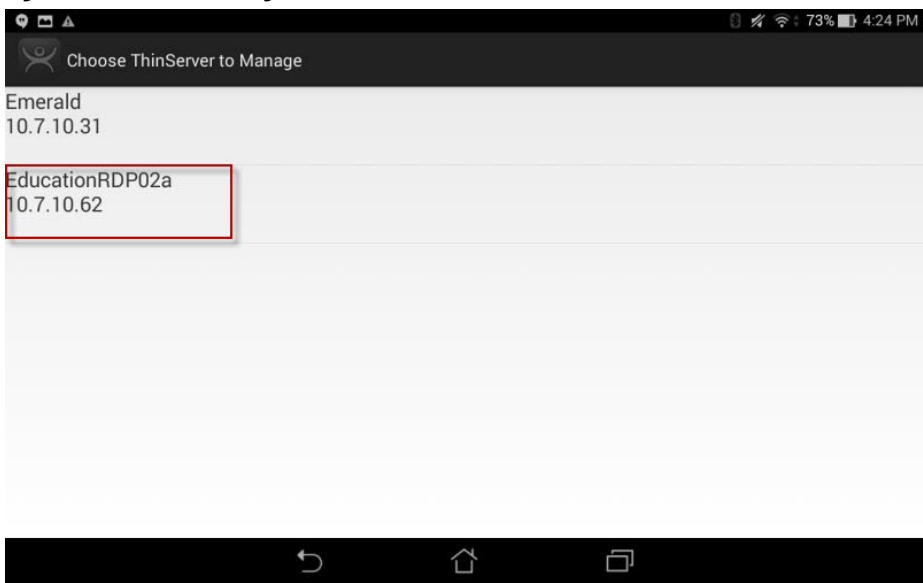 73% 4:24 PM
Choose ThinServer to Manage
Emerald
10.7.10.31
EducationRDP02a
10.7.10.62